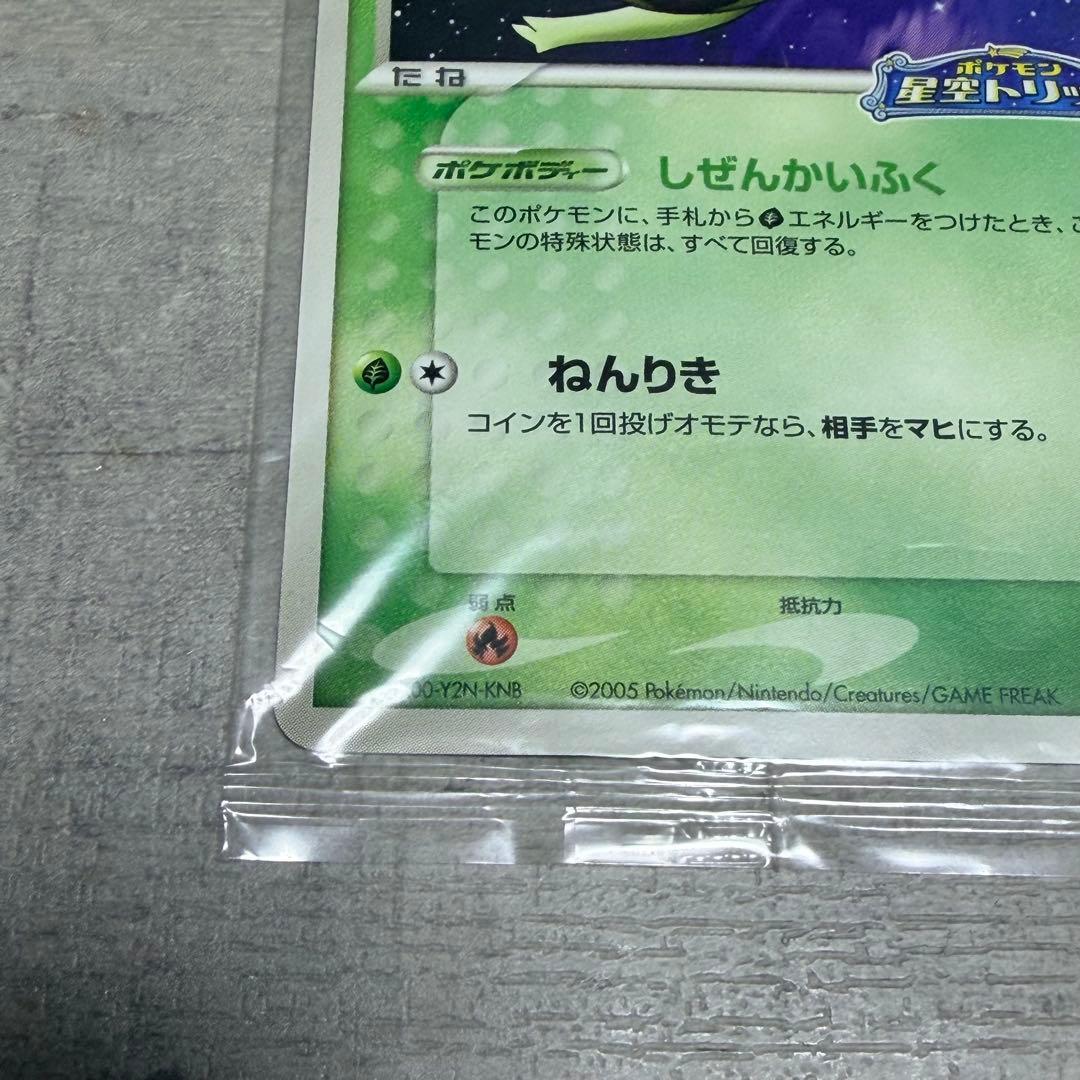 たね
ポケモン
星空トリッ
ポケボディー しぜんかいふく
このポケモンに、手札からエネルギーをつけたとき、こ
モンの特殊状態は、すべて回復する。
ねんりき
コインを1回投げオモテなら、相手をマヒにする。
弱点 抵抗力
00-Y2N-KNB ©2005 Pokémon/Nintendo/Creatures/GAME FREAK